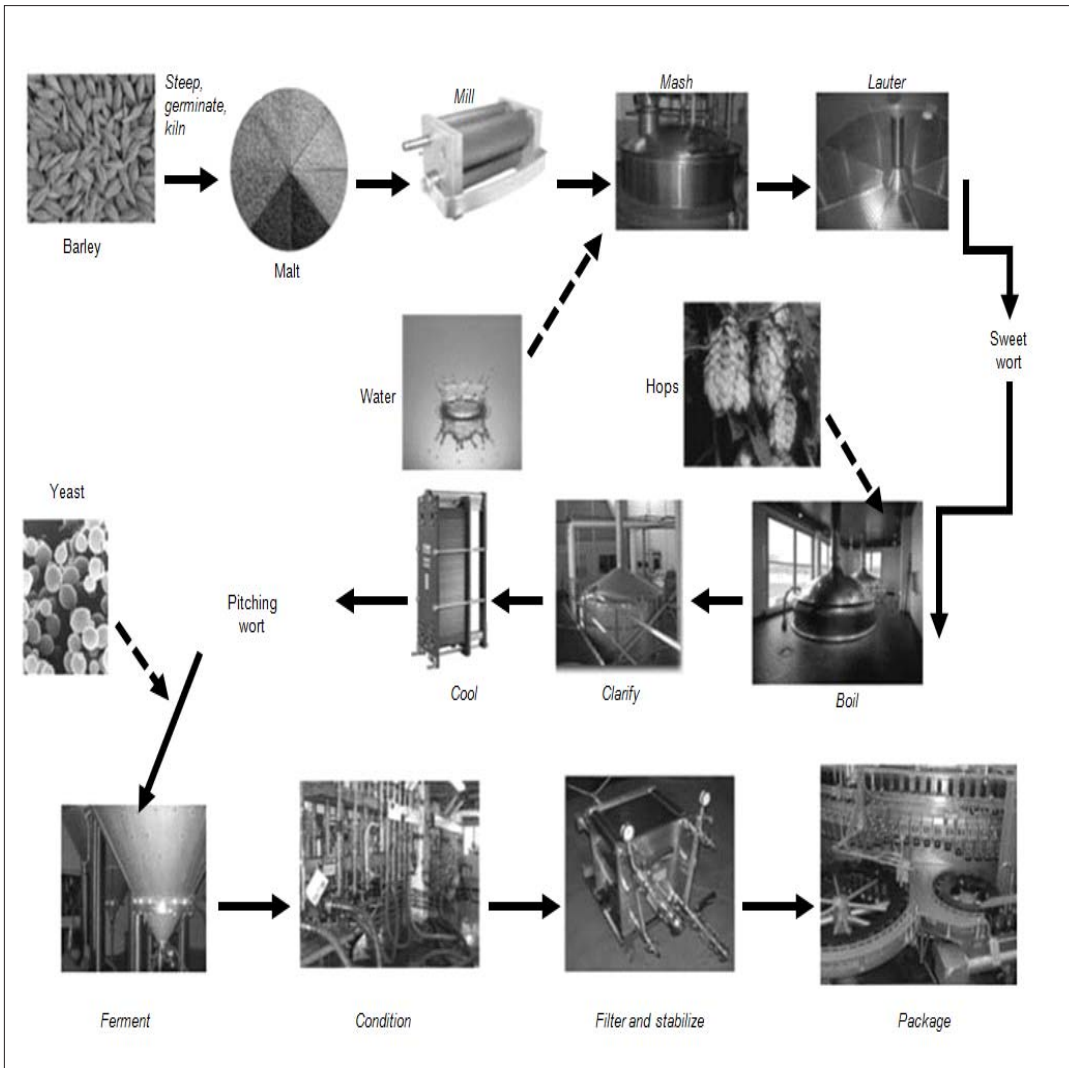 Steep,
germinate,
kiln
Mill
Mash
Lauter
Barley
Malt
Sweet
wort
Water
Hops
Yeast
Pitching
wort
Cool
Clarify
Boil
Ferment
Condition
Filter and stabilize
Package